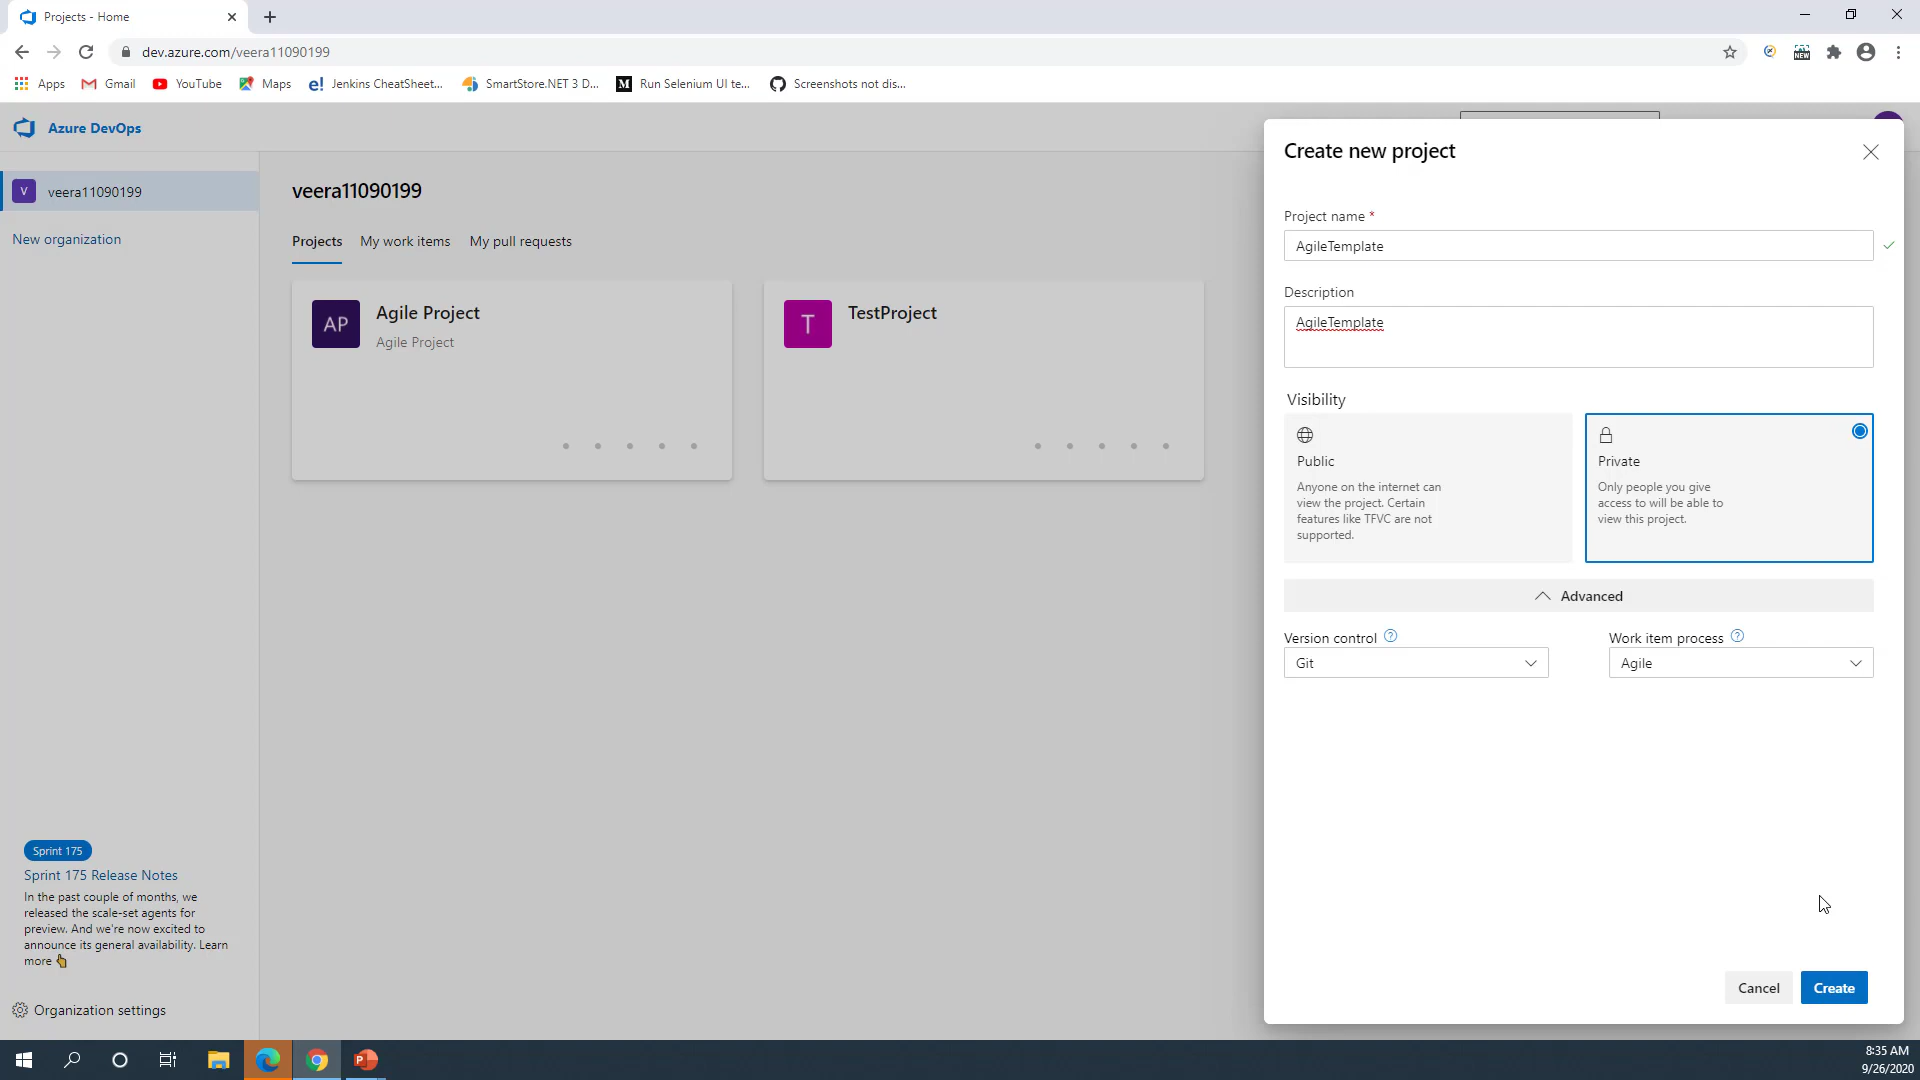 Projects - Home
dev.azure.com/veera11090199
Apps
Gmail
YouTube
Maps
e!
Jenkins CheatSheet...
SmartStore.NET 3 D...
M
Run Selenium UI te...
Screenshots not dis...
Azure DevOps
V
veera11090199
New organization
veera11090199
Projects
My work items
My pull requests
AP
Agile Project
Agile Project
T
TestProject
Create new project
Project name *
AgileTemplate
Description
AgileTemplate
Visibility
Public
Anyone on the internet can
view the project. Certain
features like TFVC are not
supported.
Private
Only people you give
access to will be able to
view this project.
Advanced
Version control ?
Git
Work item process ?
Agile
Cancel
Create
Sprint 175
Sprint 175 Release Notes
In the past couple of months, we
released the scale-set agents for
preview. And we're now excited to
announce its general availability. Learn
more
Organization settings
8:35 AM
9/26/2020